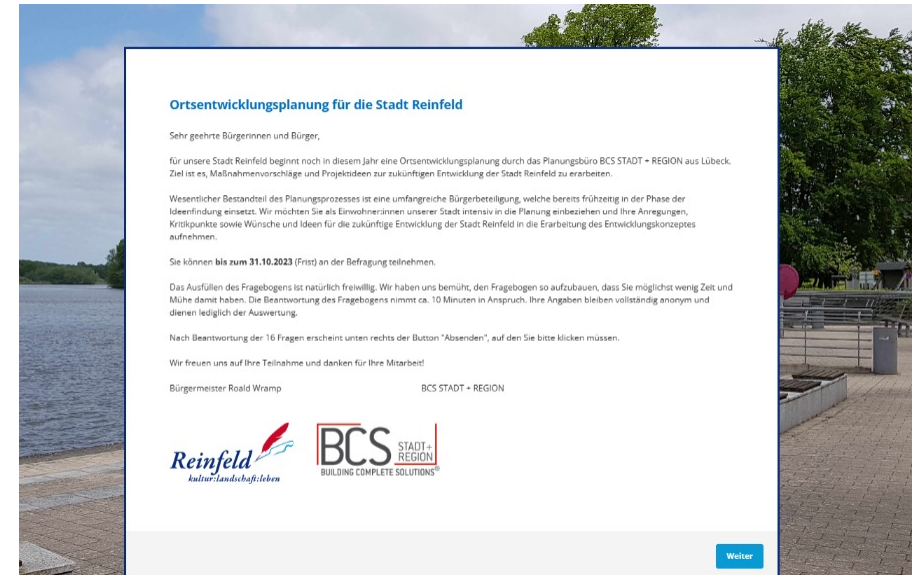 Ortsentwicklungsplanung für die Stadt Reinfeld
Sehr geehrte Bürgerinnen und Bürger,
für unsere Stadt Reinfeld beginnt noch in diesem Jahr eine Ortsentwicklungsplanung durch das Planungsbüro BCS STADT + REGION aus Lübeck.
Ziel ist es, Maßnahmenvorschläge und Projektideen zur zukünftigen Entwicklung der Stadt Reinfeld zu erarbeiten.
Wesentlicher Bestandteil des Planungsprozesses ist eine umfangreiche Bürgerbeteiligung, welche bereits frühzeitig in der Phase der
Ideenfindung einsetzt. Wir möchten Sie als Einwohner:innen unserer Stadt intensiv in die Planung einbeziehen und Ihre Anregungen,
Kritikpunkte sowie Wünsche und Ideen für die zukünftige Entwicklung der Stadt Reinfeld in die Erarbeitung des Entwicklungskonzeptes
aufnehmen.
Sie können bis zum 31.10.2023 (Frist) an der Befragung teilnehmen.
Das Ausfüllen des Fragebogens ist natürlich freiwillig. Wir haben uns bemüht, den Fragebogen so aufzubauen, dass Sie möglichst wenig Zeit und
Mühe damit haben. Die Beantwortung des Fragebogens nimmt ca. 10 Minuten in Anspruch. Ihre Angaben bleiben vollständig anonym und
dienen lediglich der Auswertung.
Nach Beantwortung der 16 Fragen erscheint unten rechts der Button "Absenden", auf den Sie bitte klicken müssen.
Wir freuen uns auf Ihre Teilnahme und danken für Ihre Mitarbeit!
Bürgermeister Roald Wramp BCS STADT + REGION
Reinfeld
kultur:landschaft:leben
BCS STADT+
REGION
BUILDING COMPLETE SOLUTIONS®
Weiter